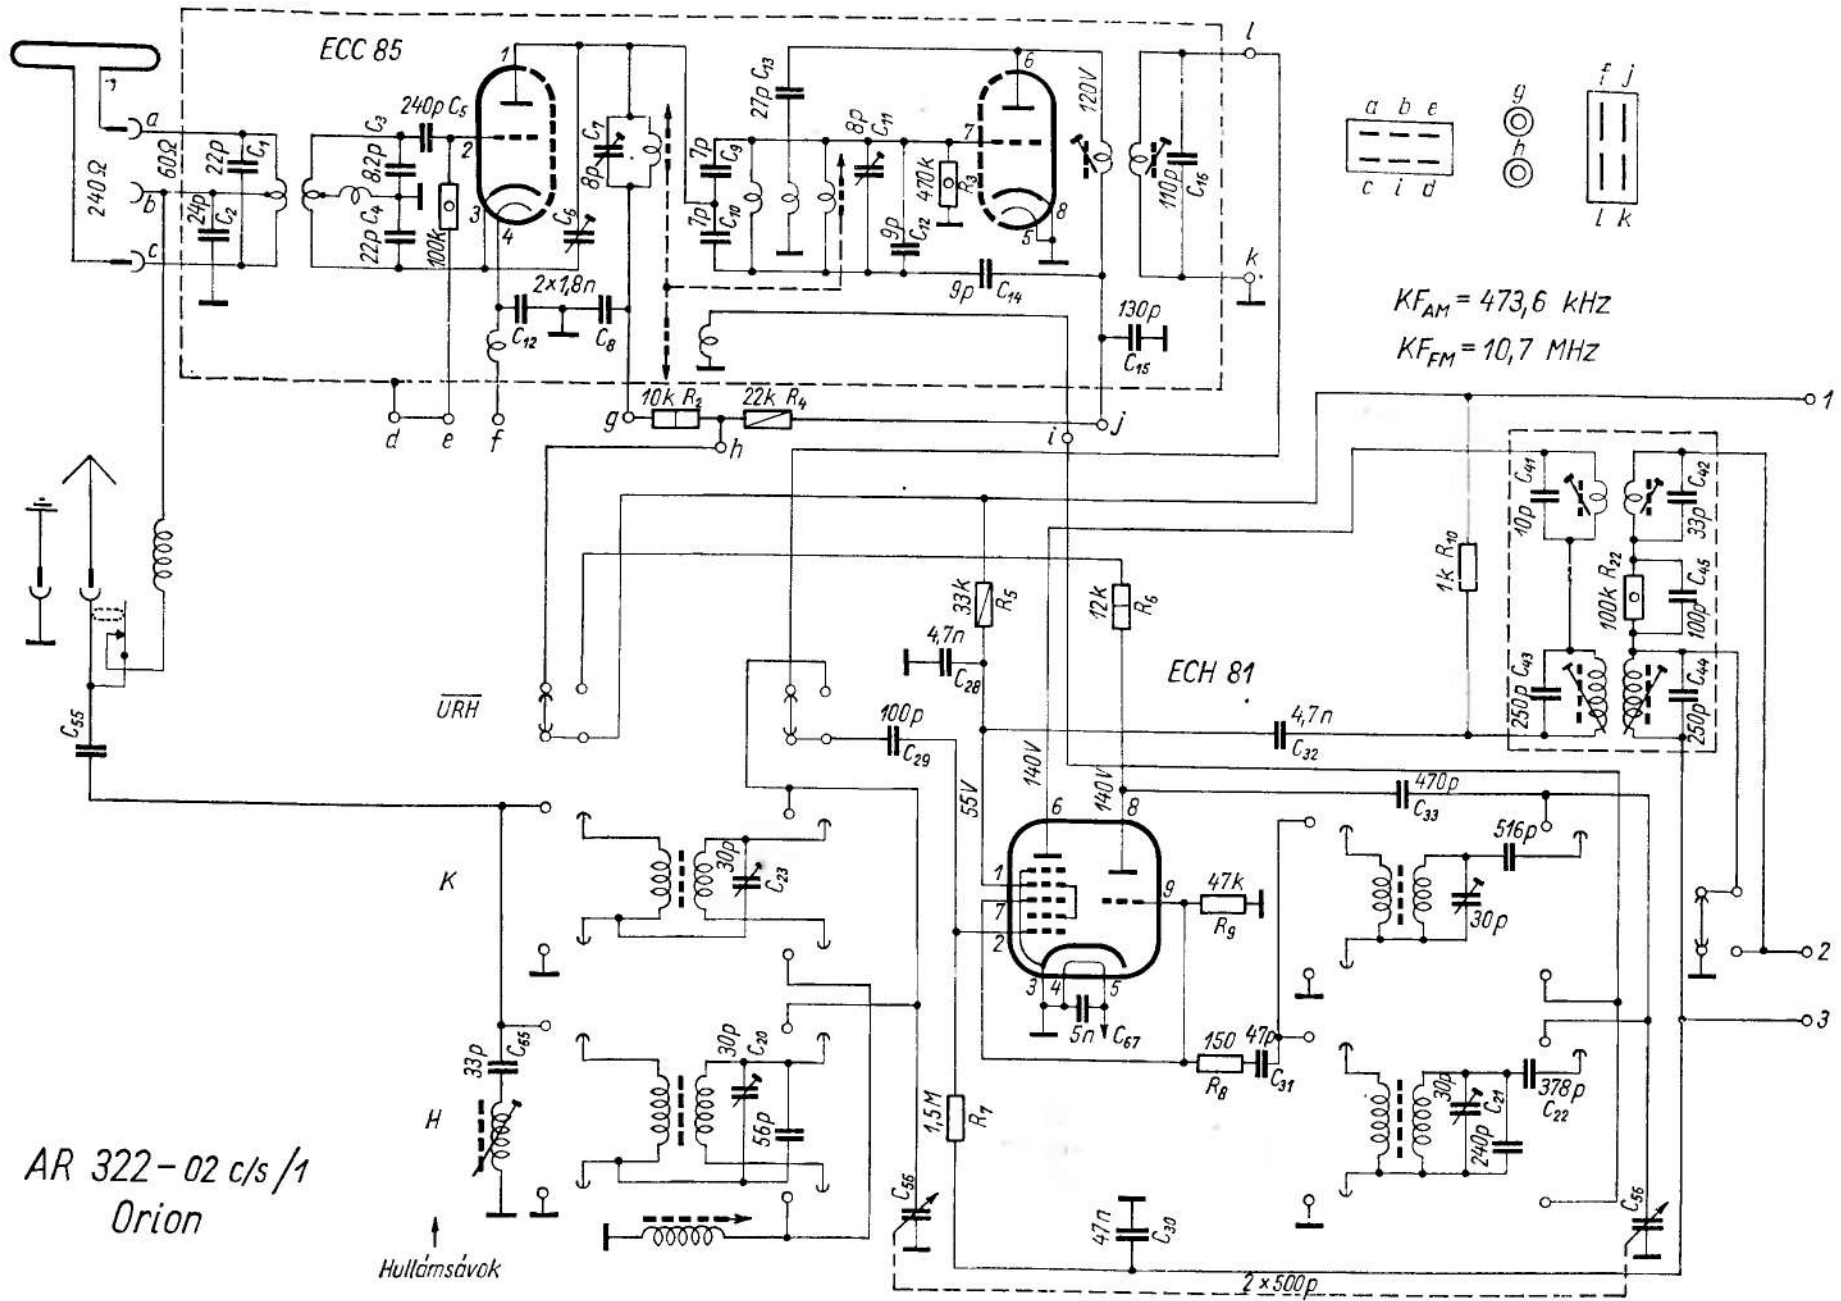 ECC 85
1
240p C5
2
3
4
a
240Ω
60Ω
b
c
22p
C1
24p
C2
C3
8,2p
C4
22p
100k
C7
8p
C6
2×1,8n
C12
C8
7p
C9
7p
C10
27p C13
8p
C11
470k
R3
9p
C12
9p C14
6
7
8
5
120V
110p
C16
130p
C15
l
k
a b e
c i d
g
h
f j
l k
KF AM = 473,6 kHz
KF FM = 10,7 MHz
d
e
f
g
10k R2
22k R4
h
i
j
1
C41
10p
C42
33p
1k R10
100k R22
C45
100p
C43
250p
C44
250p
33k
R5
12k
R6
4,7n
C28
ECH 81
URH
100p
C29
4,7n
C32
C55
55V
140V
140V
470p
C33
6
8
1
7
2
9
3
4
5
47k
R9
516p
30p
K
30p
C23
2
3
5n
C67
150
R8
47p
C31
33p
C65
H
30p
C20
56p
1,5M
R7
30p
C21
240p
378p
C22
C56
C56
47n
C30
2×500p
AR 322-02 c/s/1
Orion
Hullámsávok